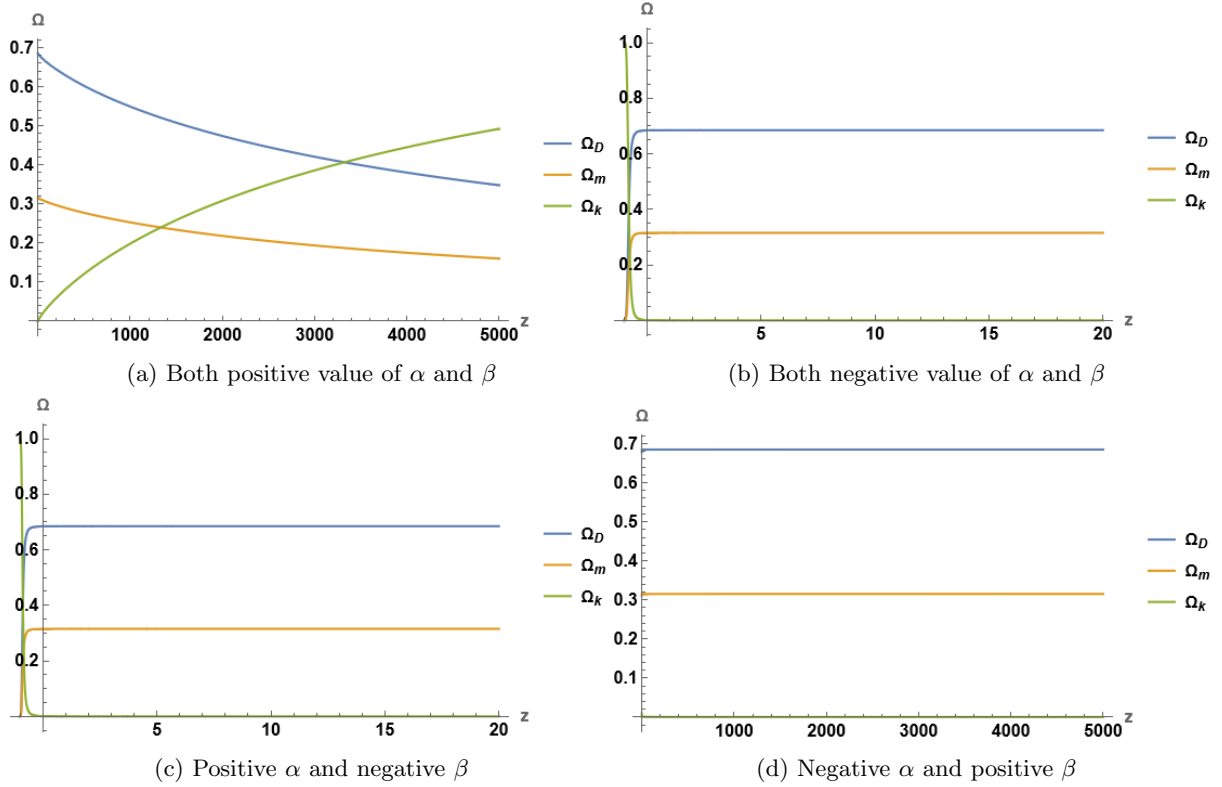 Ω
0.7
0.6
0.5
0.4
0.3
0.2
0.1
1000 2000 3000 4000 5000 z
Ω_D
Ω_m
Ω_k
(a) Both positive value of α and β
Ω
1.0
0.8
0.6
0.4
0.2
5 10 15 20 z
Ω_D
Ω_m
Ω_k
(b) Both negative value of α and β
Ω
1.0
0.8
0.6
0.4
0.2
5 10 15 20 z
Ω_D
Ω_m
Ω_k
(c) Positive α and negative β
Ω
0.7
0.6
0.5
0.4
0.3
0.2
0.1
1000 2000 3000 4000 5000 z
Ω_D
Ω_m
Ω_k
(d) Negative α and positive β